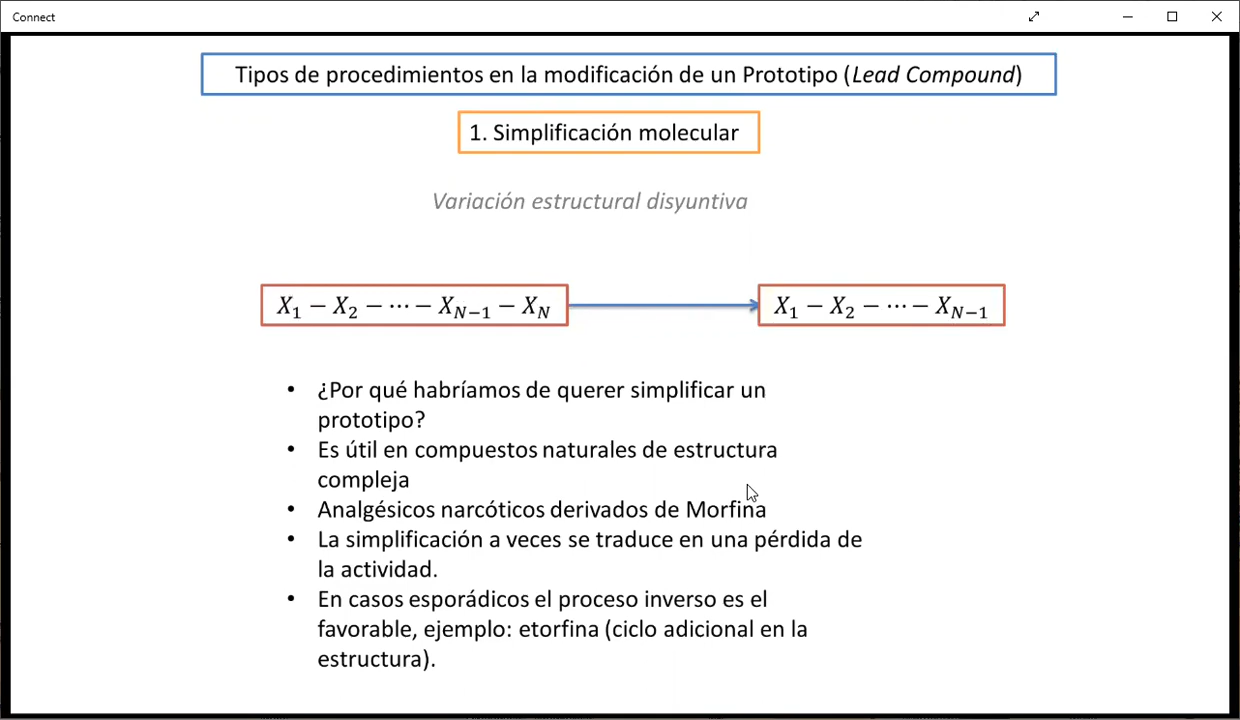 Connect
Tipos de procedimientos en la modificación de un Prototipo (Lead Compound)
1. Simplificación molecular
Variación estructural disyuntiva
X₁ − X₂ − ⋯ − X_{N−1} − X_N
X₁ − X₂ − ⋯ − X_{N−1}
• ¿Por qué habríamos de querer simplificar un
prototipo?
• Es útil en compuestos naturales de estructura
compleja
• Analgésicos narcóticos derivados de Morfina
• La simplificación a veces se traduce en una pérdida de
la actividad.
• En casos esporádicos el proceso inverso es el
favorable, ejemplo: etorfina (ciclo adicional en la
estructura).